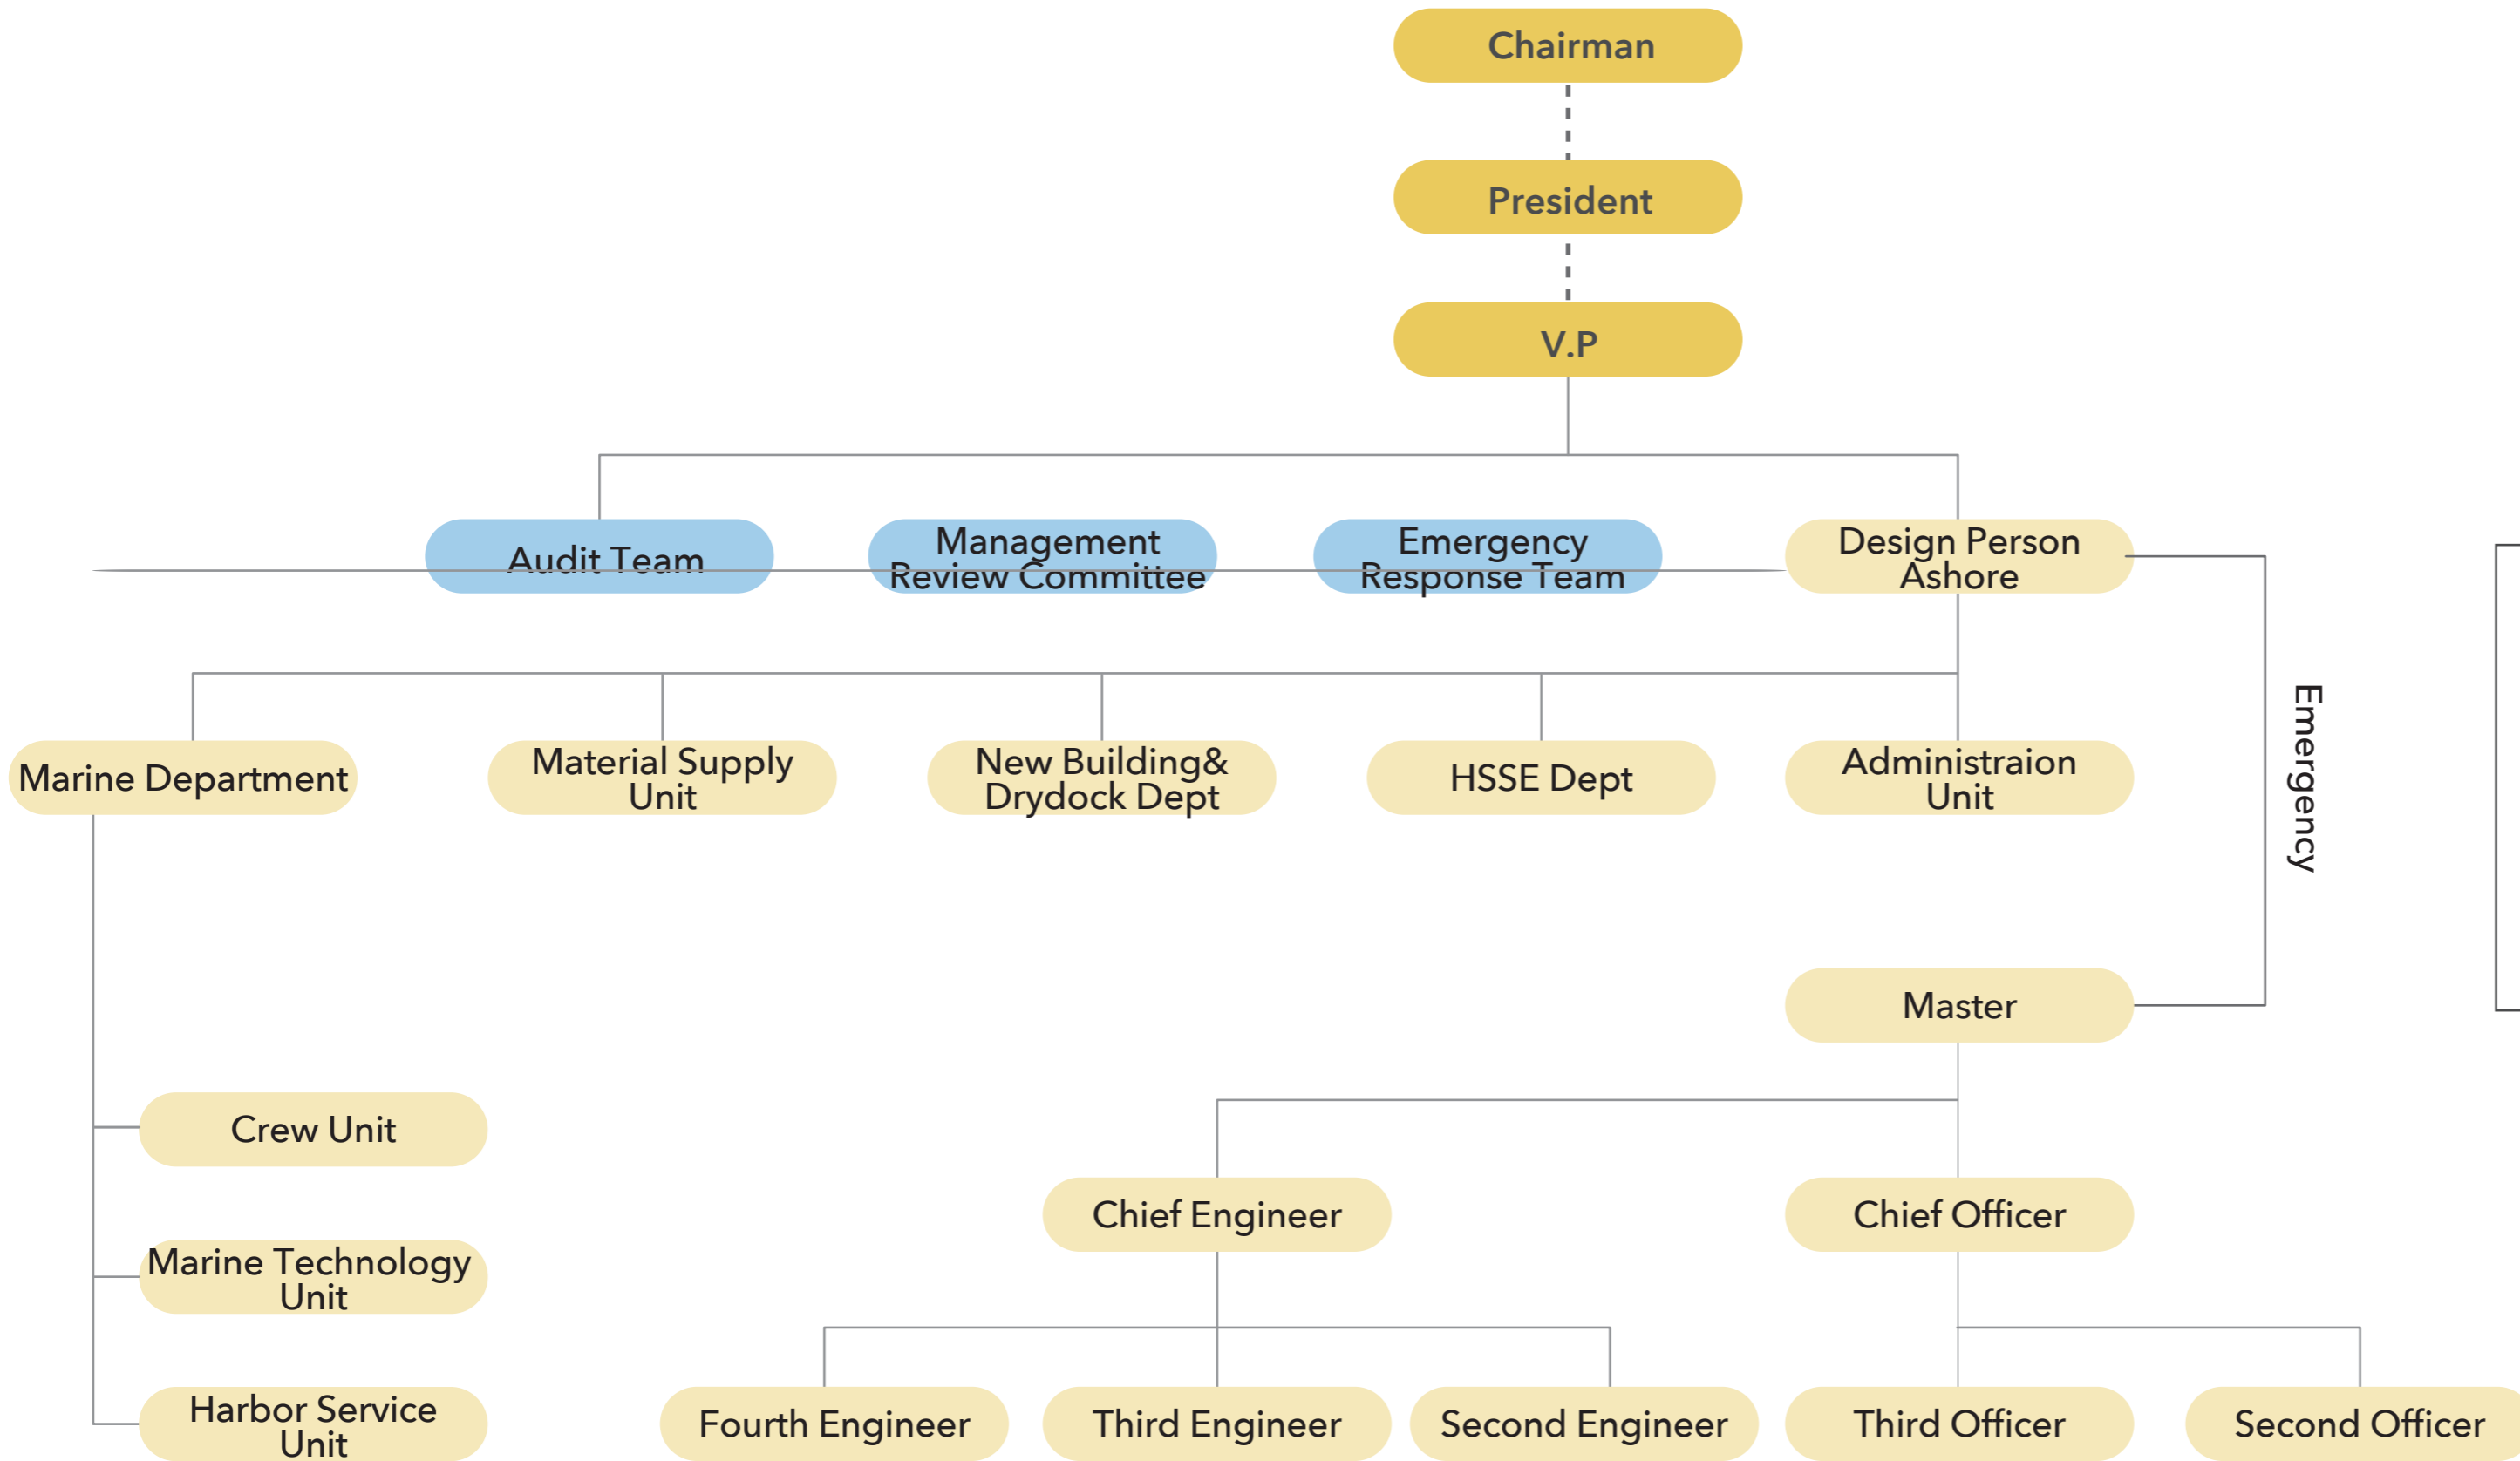 Chairman
President
V.P
Audit Team
Management
Review Committee
Emergency
Response Team
Design Person
Ashore
Emergency
Marine Department
Material Supply
Unit
New Building&
Drydock Dept
HSSE Dept
Administraion
Unit
Master
Crew Unit
Marine Technology
Unit
Harbor Service
Unit
Chief Engineer
Chief Officer
Fourth Engineer
Third Engineer
Second Engineer
Third Officer
Second Officer